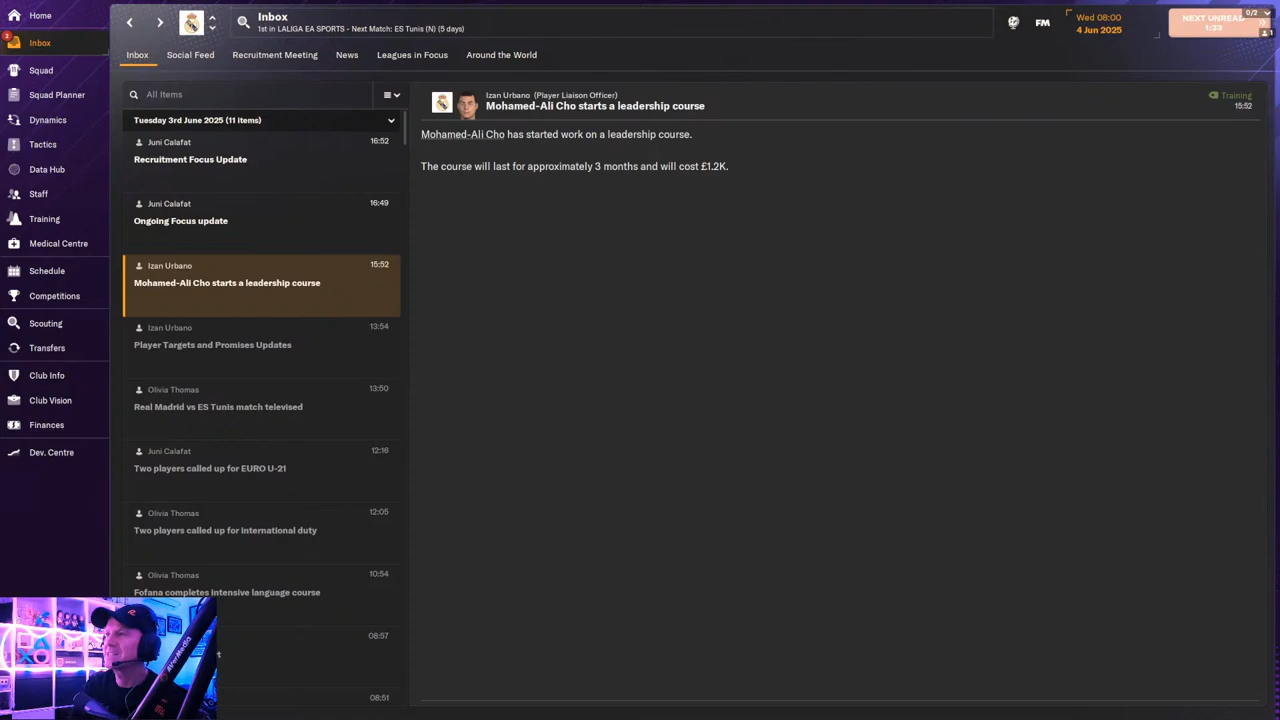 Home
Inbox
2
Squad
Squad Planner
Dynamics
Tactics
Data Hub
Staff
Training
Medical Centre
Schedule
Competitions
Scouting
Transfers
Club Info
Club Vision
Finances
Dev. Centre
Inbox
1st in LALIGA EA SPORTS - Next Match: ES Tunis (N) (5 days)
FM
Wed 08:00
4 Jun 2025
NEXT UNREAD
1:33
0/2
1
Inbox
Social Feed
Recruitment Meeting
News
Leagues in Focus
Around the World
All Items
Tuesday 3rd June 2025 (11 items)
Juni Calafat 16:52
Recruitment Focus Update
Juni Calafat 16:49
Ongoing Focus update
Izan Urbano 15:52
Mohamed-Ali Cho starts a leadership course
Izan Urbano 13:54
Player Targets and Promises Updates
Olivia Thomas 13:50
Real Madrid vs ES Tunis match televised
Juni Calafat 12:16
Two players called up for EURO U-21
Olivia Thomas 12:05
Two players called up for international duty
Olivia Thomas 10:54
Fofana completes intensive language course
08:57
08:51
Izan Urbano (Player Liaison Officer)
Mohamed-Ali Cho starts a leadership course
Training
15:52
Mohamed-Ali Cho has started work on a leadership course.
The course will last for approximately 3 months and will cost £1.2K.
AVerMedia